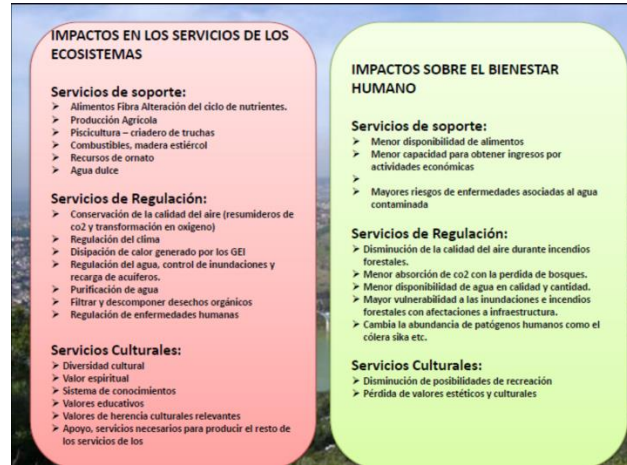 IMPACTOS EN LOS SERVICIOS DE LOS
ECOSISTEMAS
Servicios de soporte:
➢ Alimentos Fibra Alteración del ciclo de nutrientes.
➢ Producción Agrícola
➢ Piscicultura – criadero de truchas
➢ Combustibles, madera estiércol
➢ Recursos de ornato
➢ Agua dulce
Servicios de Regulación:
➢ Conservación de la calidad del aire (resumideros de
co2 y transformación en oxigeno)
➢ Regulación del clima
➢ Disipación de calor generado por los GEI
➢ Regulación del agua, control de inundaciones y
recarga de acuíferos.
➢ Purificación de agua
➢ Filtrar y descomponer desechos orgánicos
➢ Regulación de enfermedades humanas
Servicios Culturales:
➢ Diversidad cultural
➢ Valor espiritual
➢ Sistema de conocimientos
➢ Valores educativos
➢ Valores de herencia culturales relevantes
➢ Apoyo, servicios necesarios para producir el resto de
los servicios de los
IMPACTOS SOBRE EL BIENESTAR
HUMANO
Servicios de soporte:
➢ Menor disponibilidad de alimentos
➢ Menor capacidad para obtener ingresos por
actividades económicas
➢
➢ Mayores riesgos de enfermedades asociadas al agua
contaminada
Servicios de Regulación:
➢ Disminución de la calidad del aire durante incendios
forestales.
➢ Menor absorción de co2 con la perdida de bosques.
➢ Menor disponibilidad de agua en calidad y cantidad.
➢ Mayor vulnerabilidad a las inundaciones e incendios
forestales con afectaciones a infraestructura.
➢ Cambia la abundancia de patógenos humanos como el
cólera sika etc.
Servicios Culturales:
➢ Disminución de posibilidades de recreación
➢ Pérdida de valores estéticos y culturales